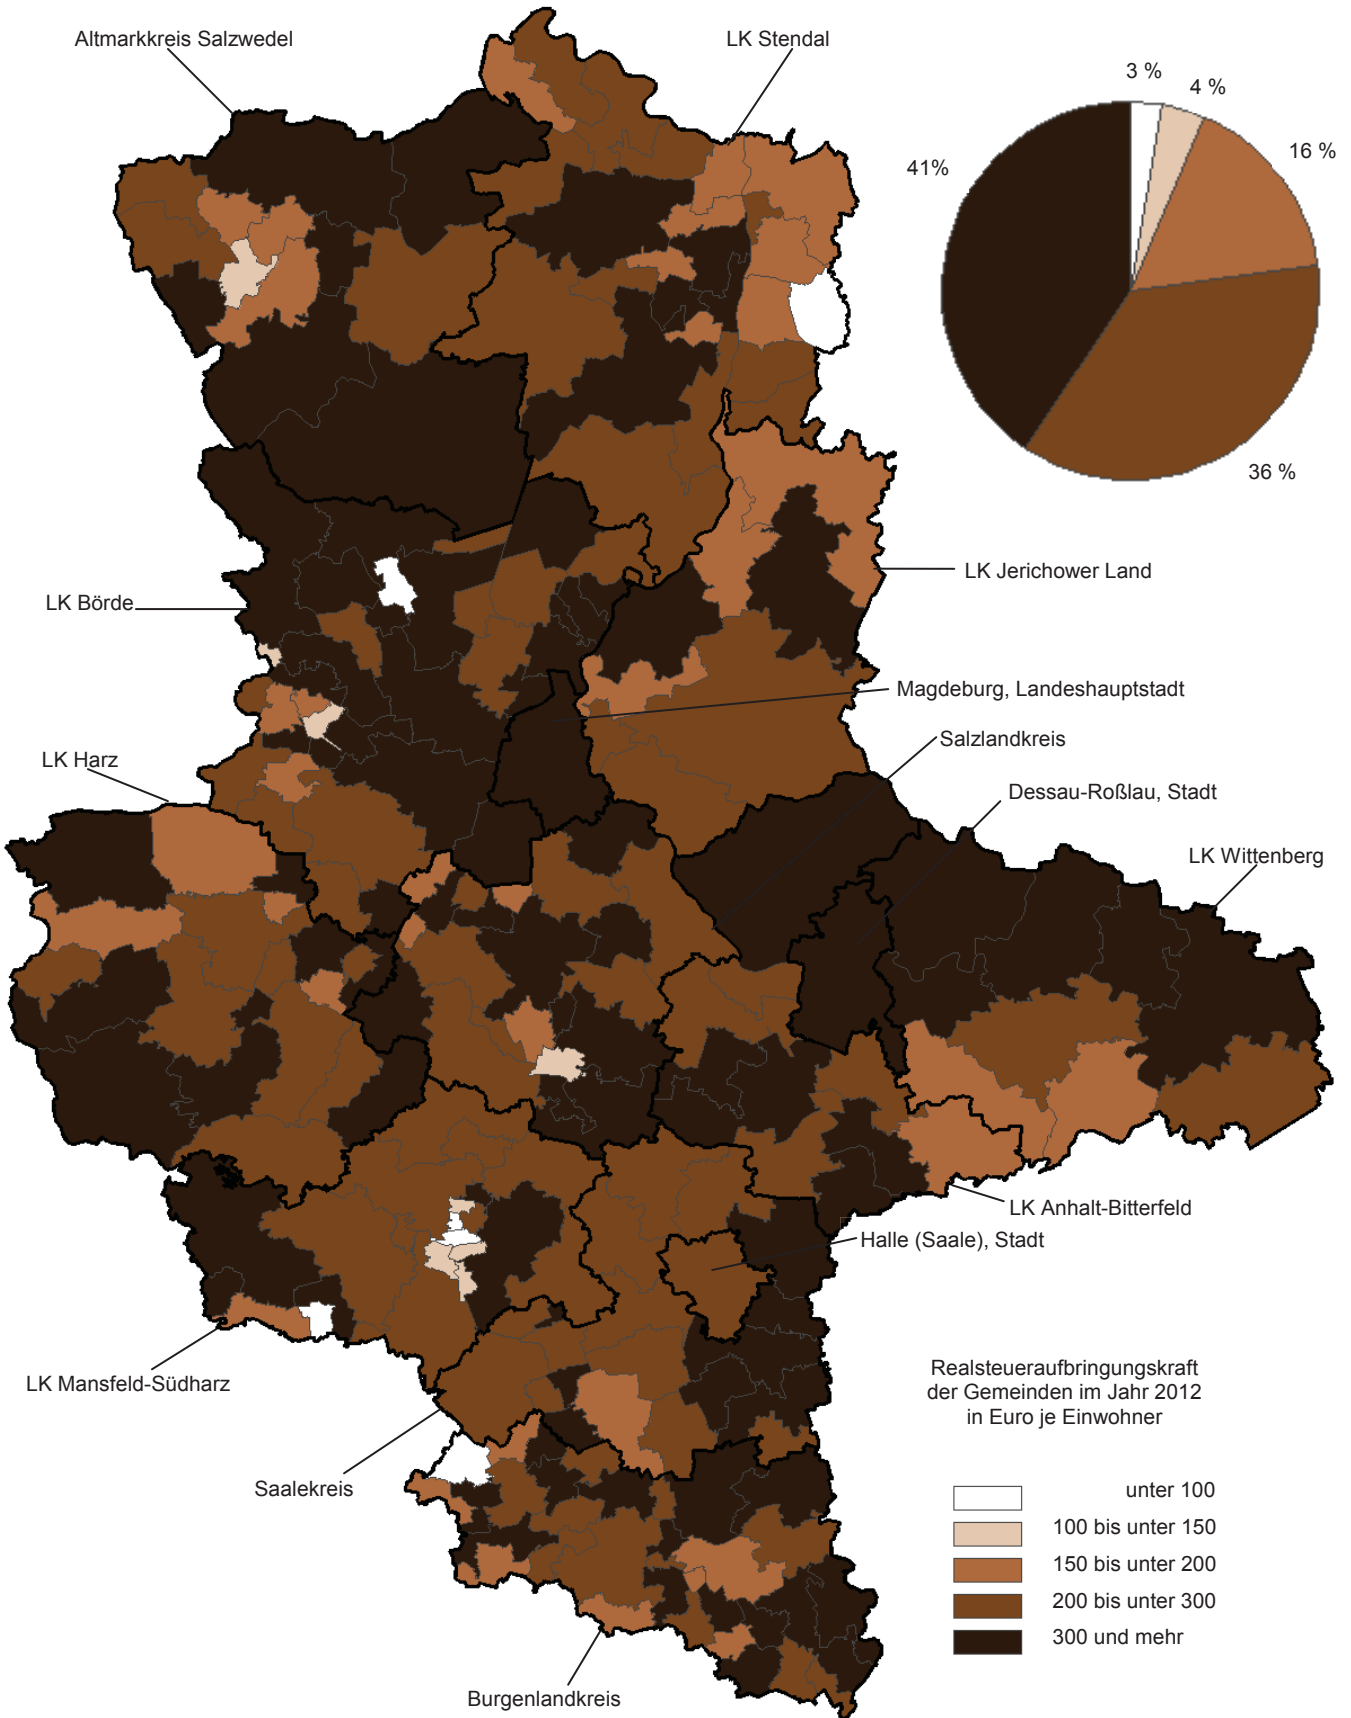 Altmarkkreis Salzwedel
LK Stendal
3 %
4 %
16 %
41%
36 %
LK Jerichower Land
LK Börde
Magdeburg, Landeshauptstadt
Salzlandkreis
LK Harz
Dessau-Roßlau, Stadt
LK Wittenberg
LK Anhalt-Bitterfeld
Halle (Saale), Stadt
LK Mansfeld-Südharz
Saalekreis
Burgenlandkreis
Realsteueraufbringungskraft
der Gemeinden im Jahr 2012
in Euro je Einwohner
unter 100
100 bis unter 150
150 bis unter 200
200 bis unter 300
300 und mehr